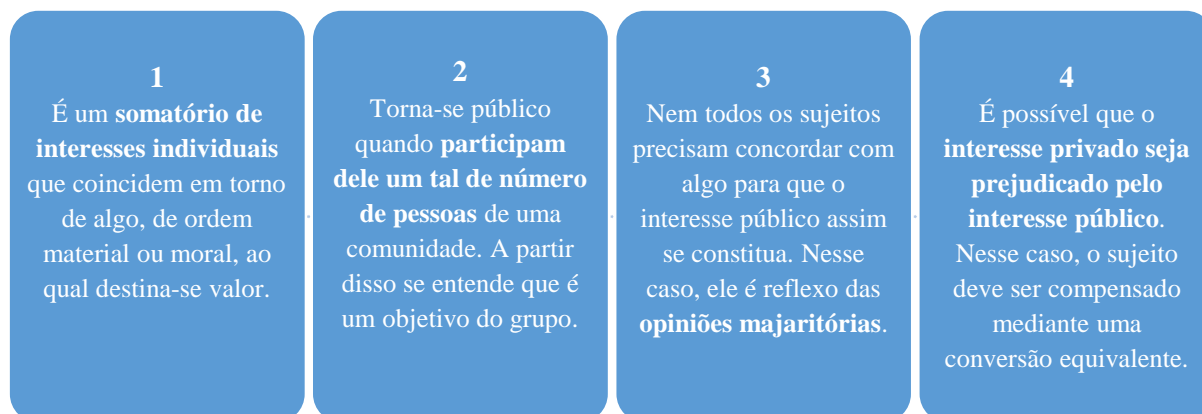 1
É um somatório de
interesses individuais
que coincidem em torno
de algo, de ordem
material ou moral, ao
qual destina-se valor.
2
Torna-se público
quando participam
dele um tal de número
de pessoas de uma
comunidade. A partir
disso se entende que é
um objetivo do grupo.
3
Nem todos os sujeitos
precisam concordar com
algo para que o
interesse público assim
se constitua. Nesse
caso, ele é reflexo das
opiniões majaritórias.
4
É possível que o
interesse privado seja
prejudicado pelo
interesse público.
Nesse caso, o sujeito
deve ser compensado
mediante uma
conversão equivalente.